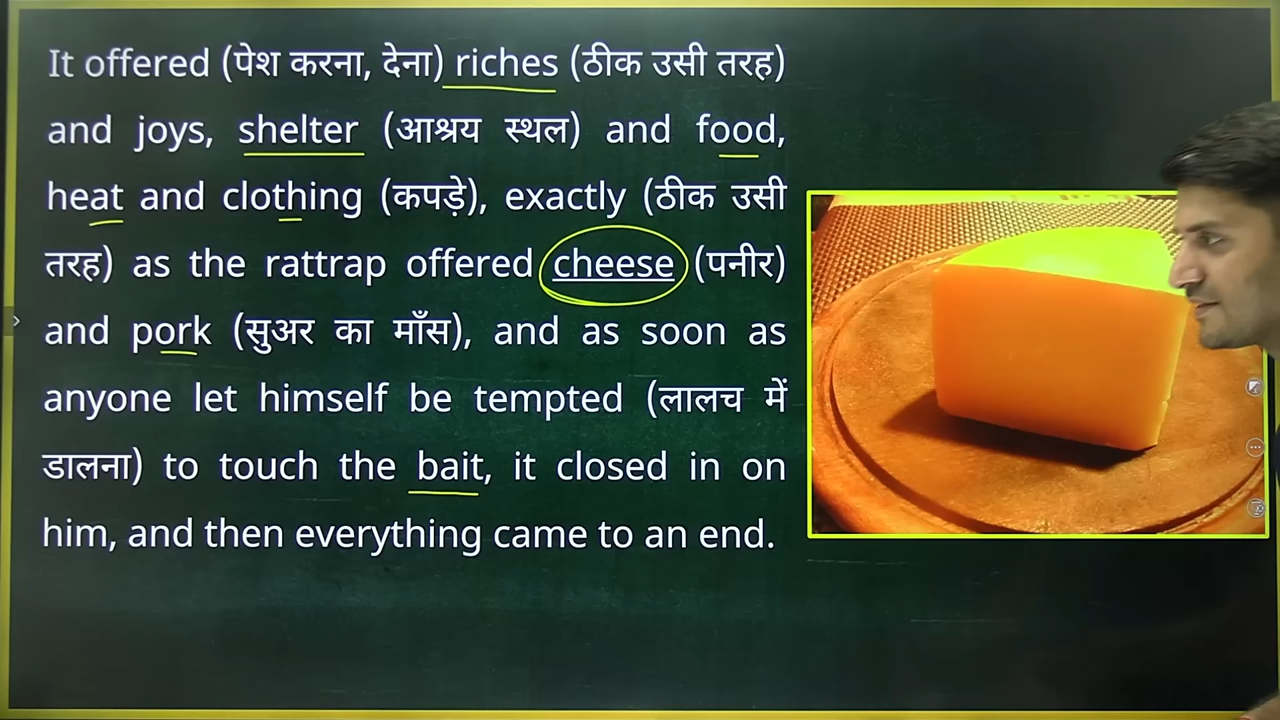 It offered (पेश करना, देना) riches (ठीक उसी तरह)
and joys, shelter (आश्रय स्थल) and food,
heat and clothing (कपड़े), exactly (ठीक उसी
तरह) as the rattrap offered cheese (पनीर)
and pork (सुअर का माँस), and as soon as
anyone let himself be tempted (लालच में
डालना) to touch the bait, it closed in on
him, and then everything came to an end.